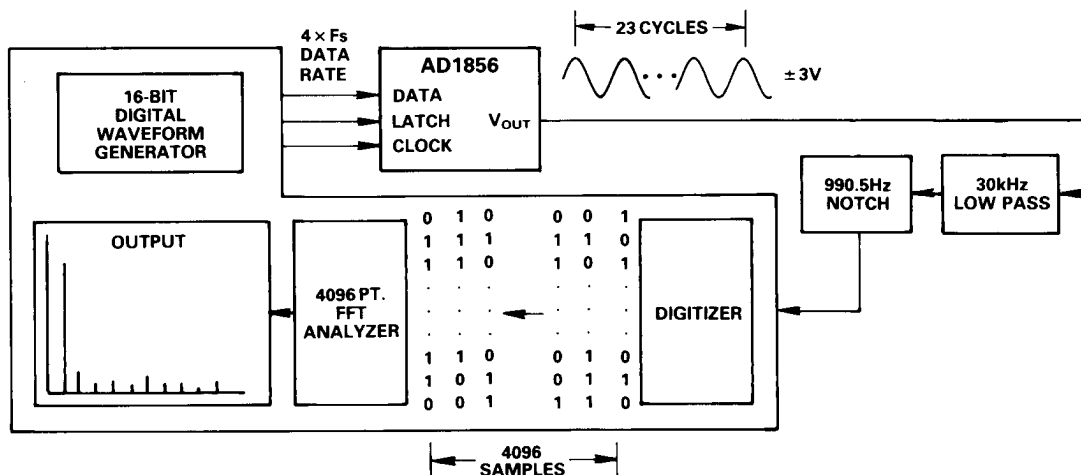 23 CYCLES
4 × Fs
DATA
RATE
AD1856
DATA
LATCH
CLOCK
VOUT
± 3V
16-BIT
DIGITAL
WAVEFORM
GENERATOR
990.5Hz
NOTCH
30kHz
LOW PASS
OUTPUT
4096 PT.
FFT
ANALYZER
0 1 0 0 0 1
1 1 1 1 1 0
1 1 0 1 0 1
. . . . . .
. . . . . .
. . . . . .
1 1 0 0 1 0
1 0 1 0 1 1
0 0 1 1 1 0
DIGITIZER
4096
SAMPLES